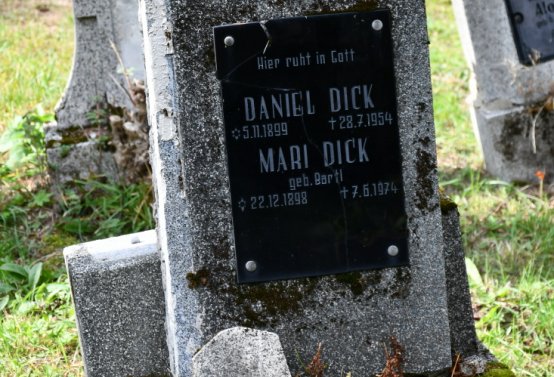 Hier ruht in Gott
DANIEL DICK
✡5.11.1899 ✝28.7.1954
MARI DICK
geb. Bartl
✡22.12.1898 ✝7.6.1974